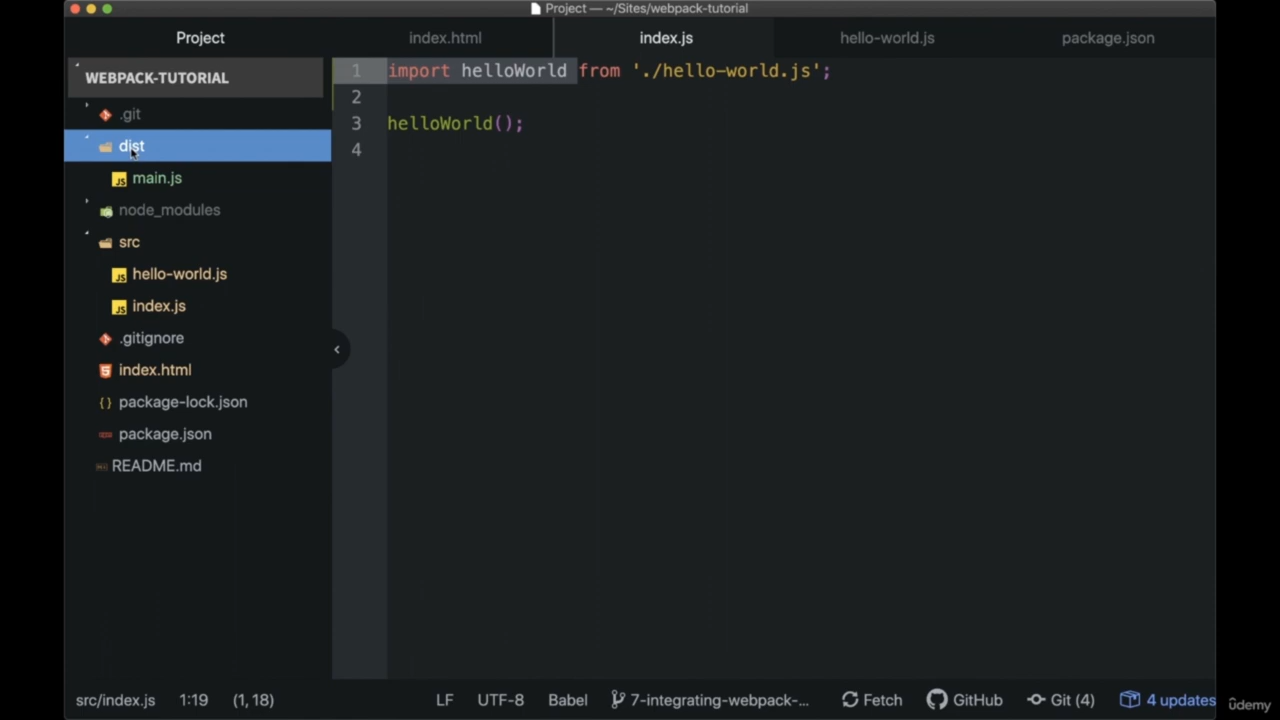 Project — ~/Sites/webpack-tutorial
Project
index.html
index.js
hello-world.js
package.json
WEBPACK-TUTORIAL
.git
dist
main.js
node_modules
src
hello-world.js
index.js
.gitignore
index.html
package-lock.json
package.json
README.md
1 import helloWorld from './hello-world.js';
2
3 helloWorld();
4
src/index.js 1:19 (1, 18) LF UTF-8 Babel 7-integrating-webpack-... Fetch GitHub Git (4) 4 updates
ûdemy